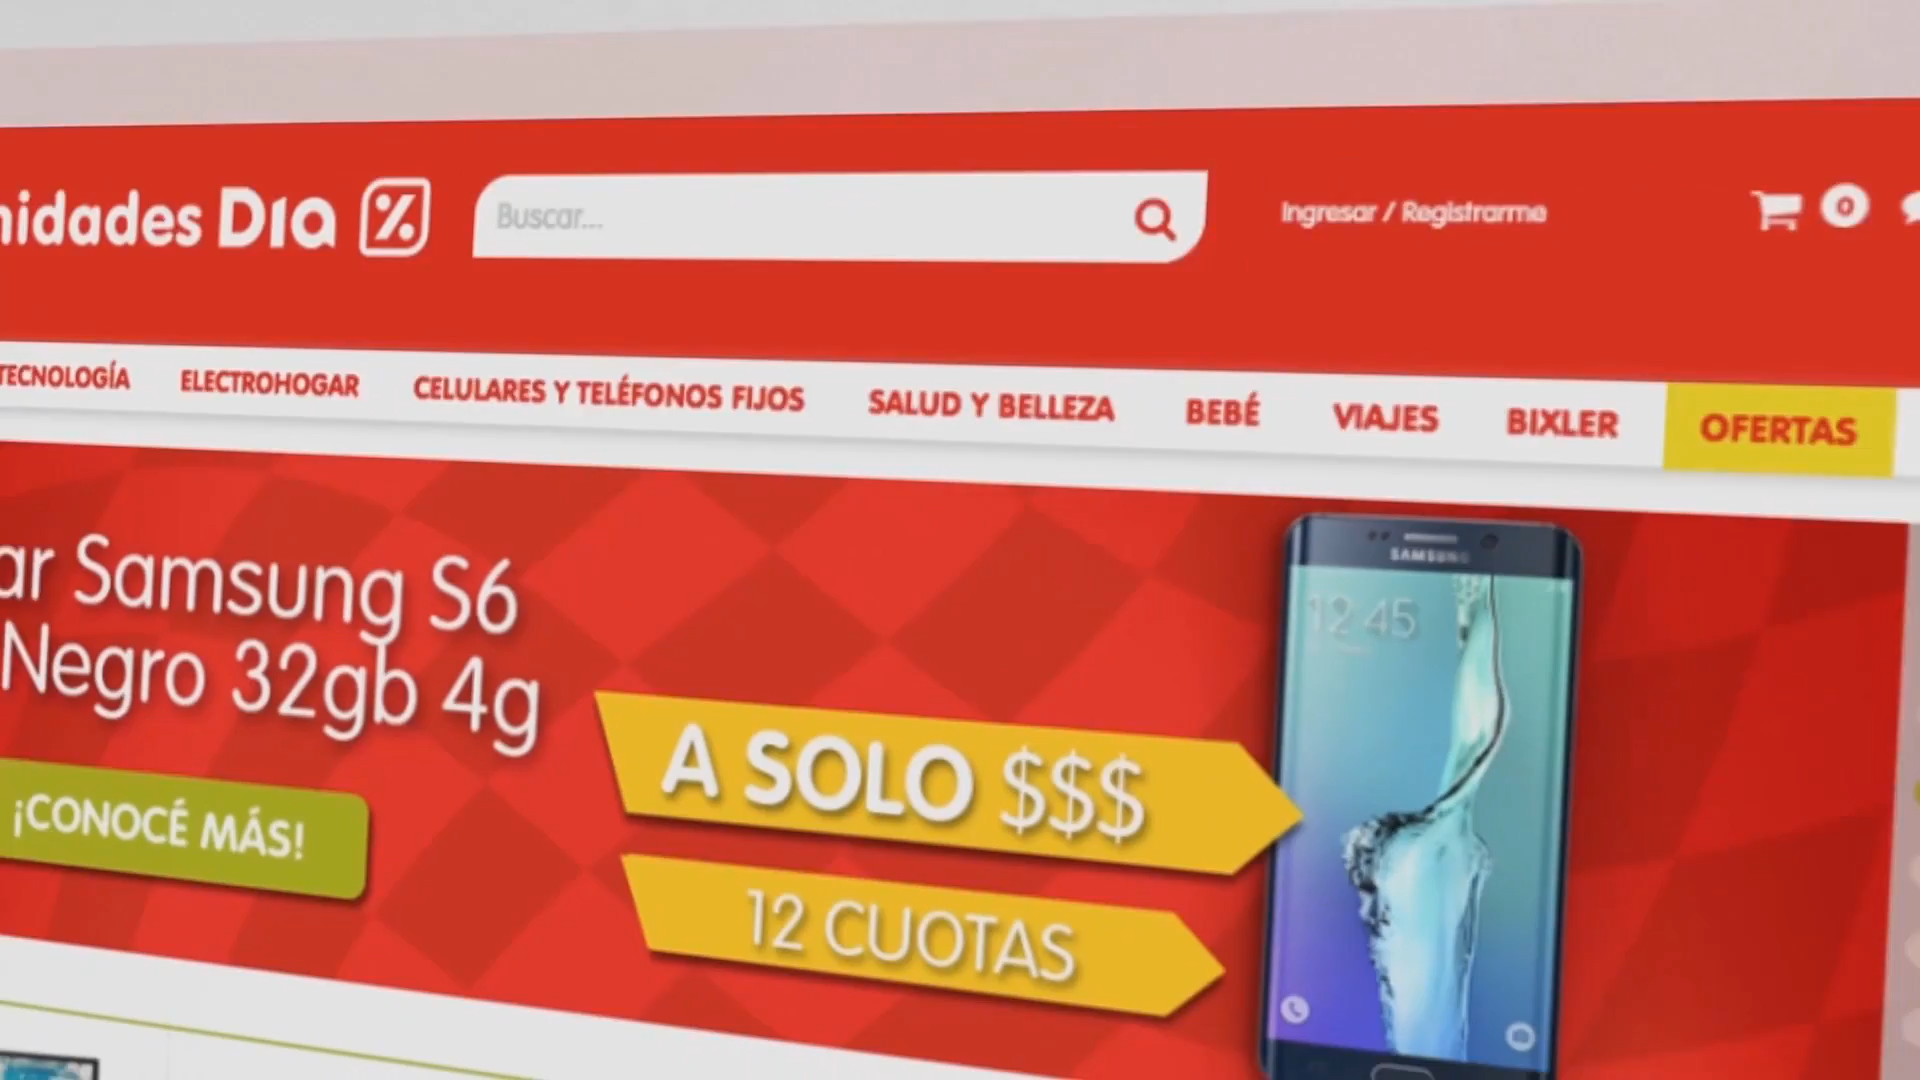 nidades DIA %
Buscar...
Ingresar / Registrarme
0
TECNOLOGÍA ELECTROHOGAR CELULARES Y TELÉFONOS FIJOS SALUD Y BELLEZA BEBÉ VIAJES BIXLER OFERTAS
ar Samsung S6
Negro 32gb 4g
¡CONOCÉ MÁS!
A SOLO $$$
12 CUOTAS
SAMSUNG
12 45